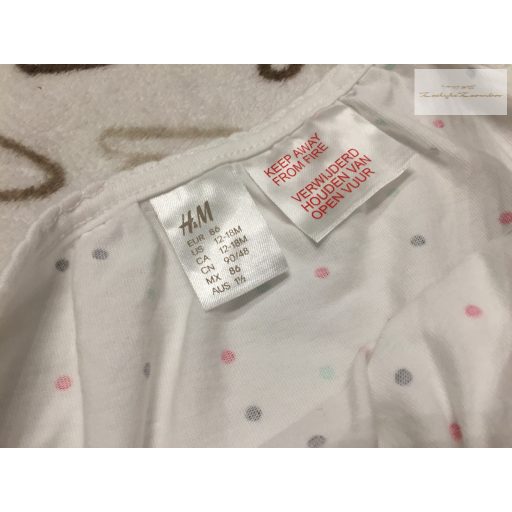 H&M
EUR 86
US 12-18M
CA 12-18M
CN 90/48
MX 86
AUS 1½
KEEP AWAY
FROM FIRE
VERWIJDERD
HOUDEN VAN
OPEN VUUR